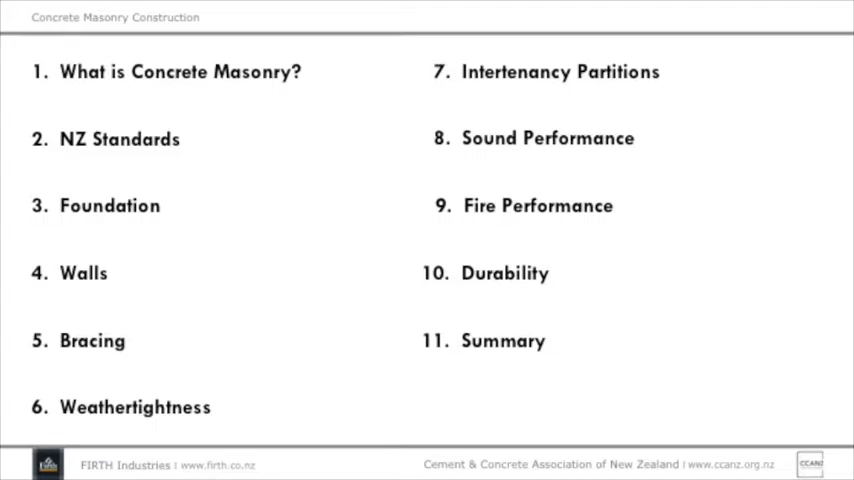 Concrete Masonry Construction
1. What is Concrete Masonry?
2. NZ Standards
3. Foundation
4. Walls
5. Bracing
6. Weathertightness
7. Intertenancy Partitions
8. Sound Performance
9. Fire Performance
10. Durability
11. Summary
Firth
FIRTH Industries | www.firth.co.nz
Cement & Concrete Association of New Zealand | www.ccanz.org.nz
CCANZ